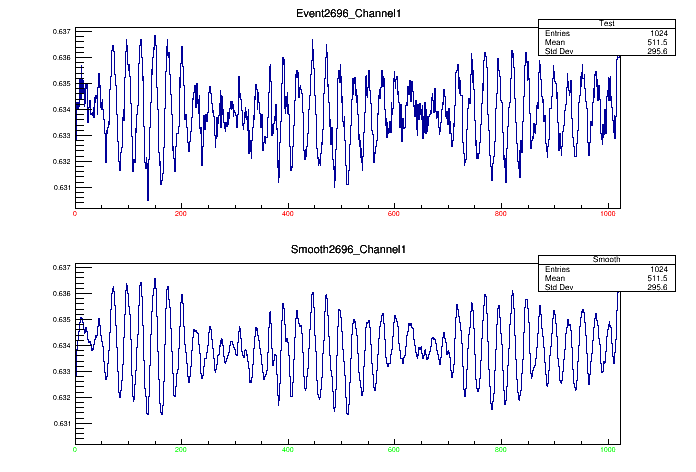 Event2696_Channel1
Test
Entries 1024
Mean 511.5
Std Dev 295.6
0.637
0.636
0.635
0.634
0.633
0.632
0.631
0 200 400 600 800 1000
Smooth2696_Channel1
Smooth
Entries 1024
Mean 511.5
Std Dev 295.6
0.637
0.636
0.635
0.634
0.633
0.632
0.631
0 200 400 600 800 1000